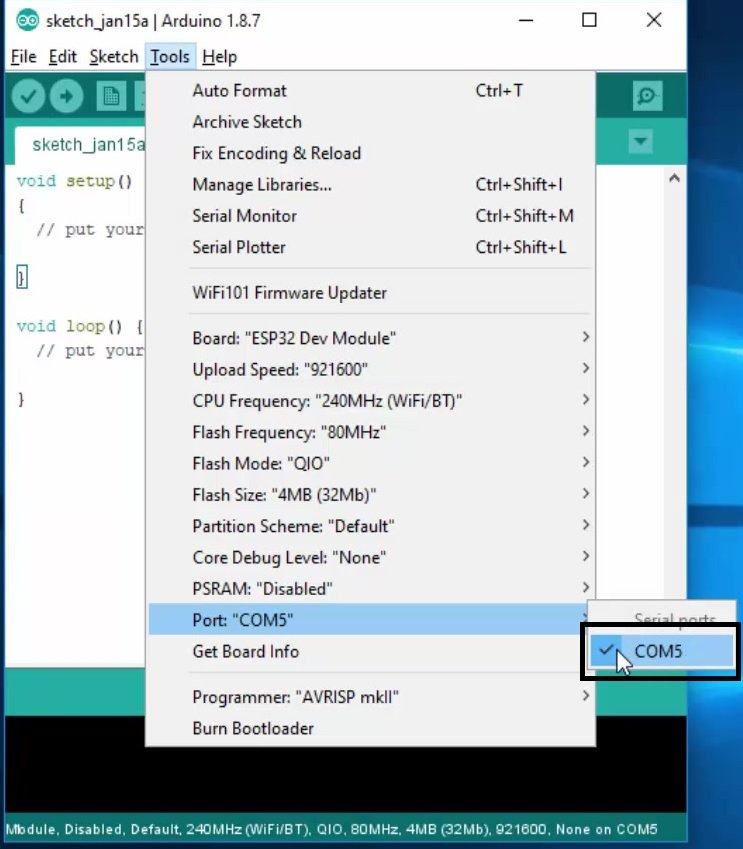 sketch_jan15a | Arduino 1.8.7
File Edit Sketch Tools Help
sketch_jan15a
void setup()
{
// put your
}
void loop() {
// put your
}
Auto Format Ctrl+T
Archive Sketch
Fix Encoding & Reload
Manage Libraries... Ctrl+Shift+I
Serial Monitor Ctrl+Shift+M
Serial Plotter Ctrl+Shift+L
WiFi101 Firmware Updater
Board: "ESP32 Dev Module"
Upload Speed: "921600"
CPU Frequency: "240MHz (WiFi/BT)"
Flash Frequency: "80MHz"
Flash Mode: "QIO"
Flash Size: "4MB (32Mb)"
Partition Scheme: "Default"
Core Debug Level: "None"
PSRAM: "Disabled"
Port: "COM5"
Serial ports
COM5
Get Board Info
Programmer: "AVRISP mkII"
Burn Bootloader
Module, Disabled, Default, 240MHz (WiFi/BT), QIO, 80MHz, 4MB (32Mb), 921600, None on COM5